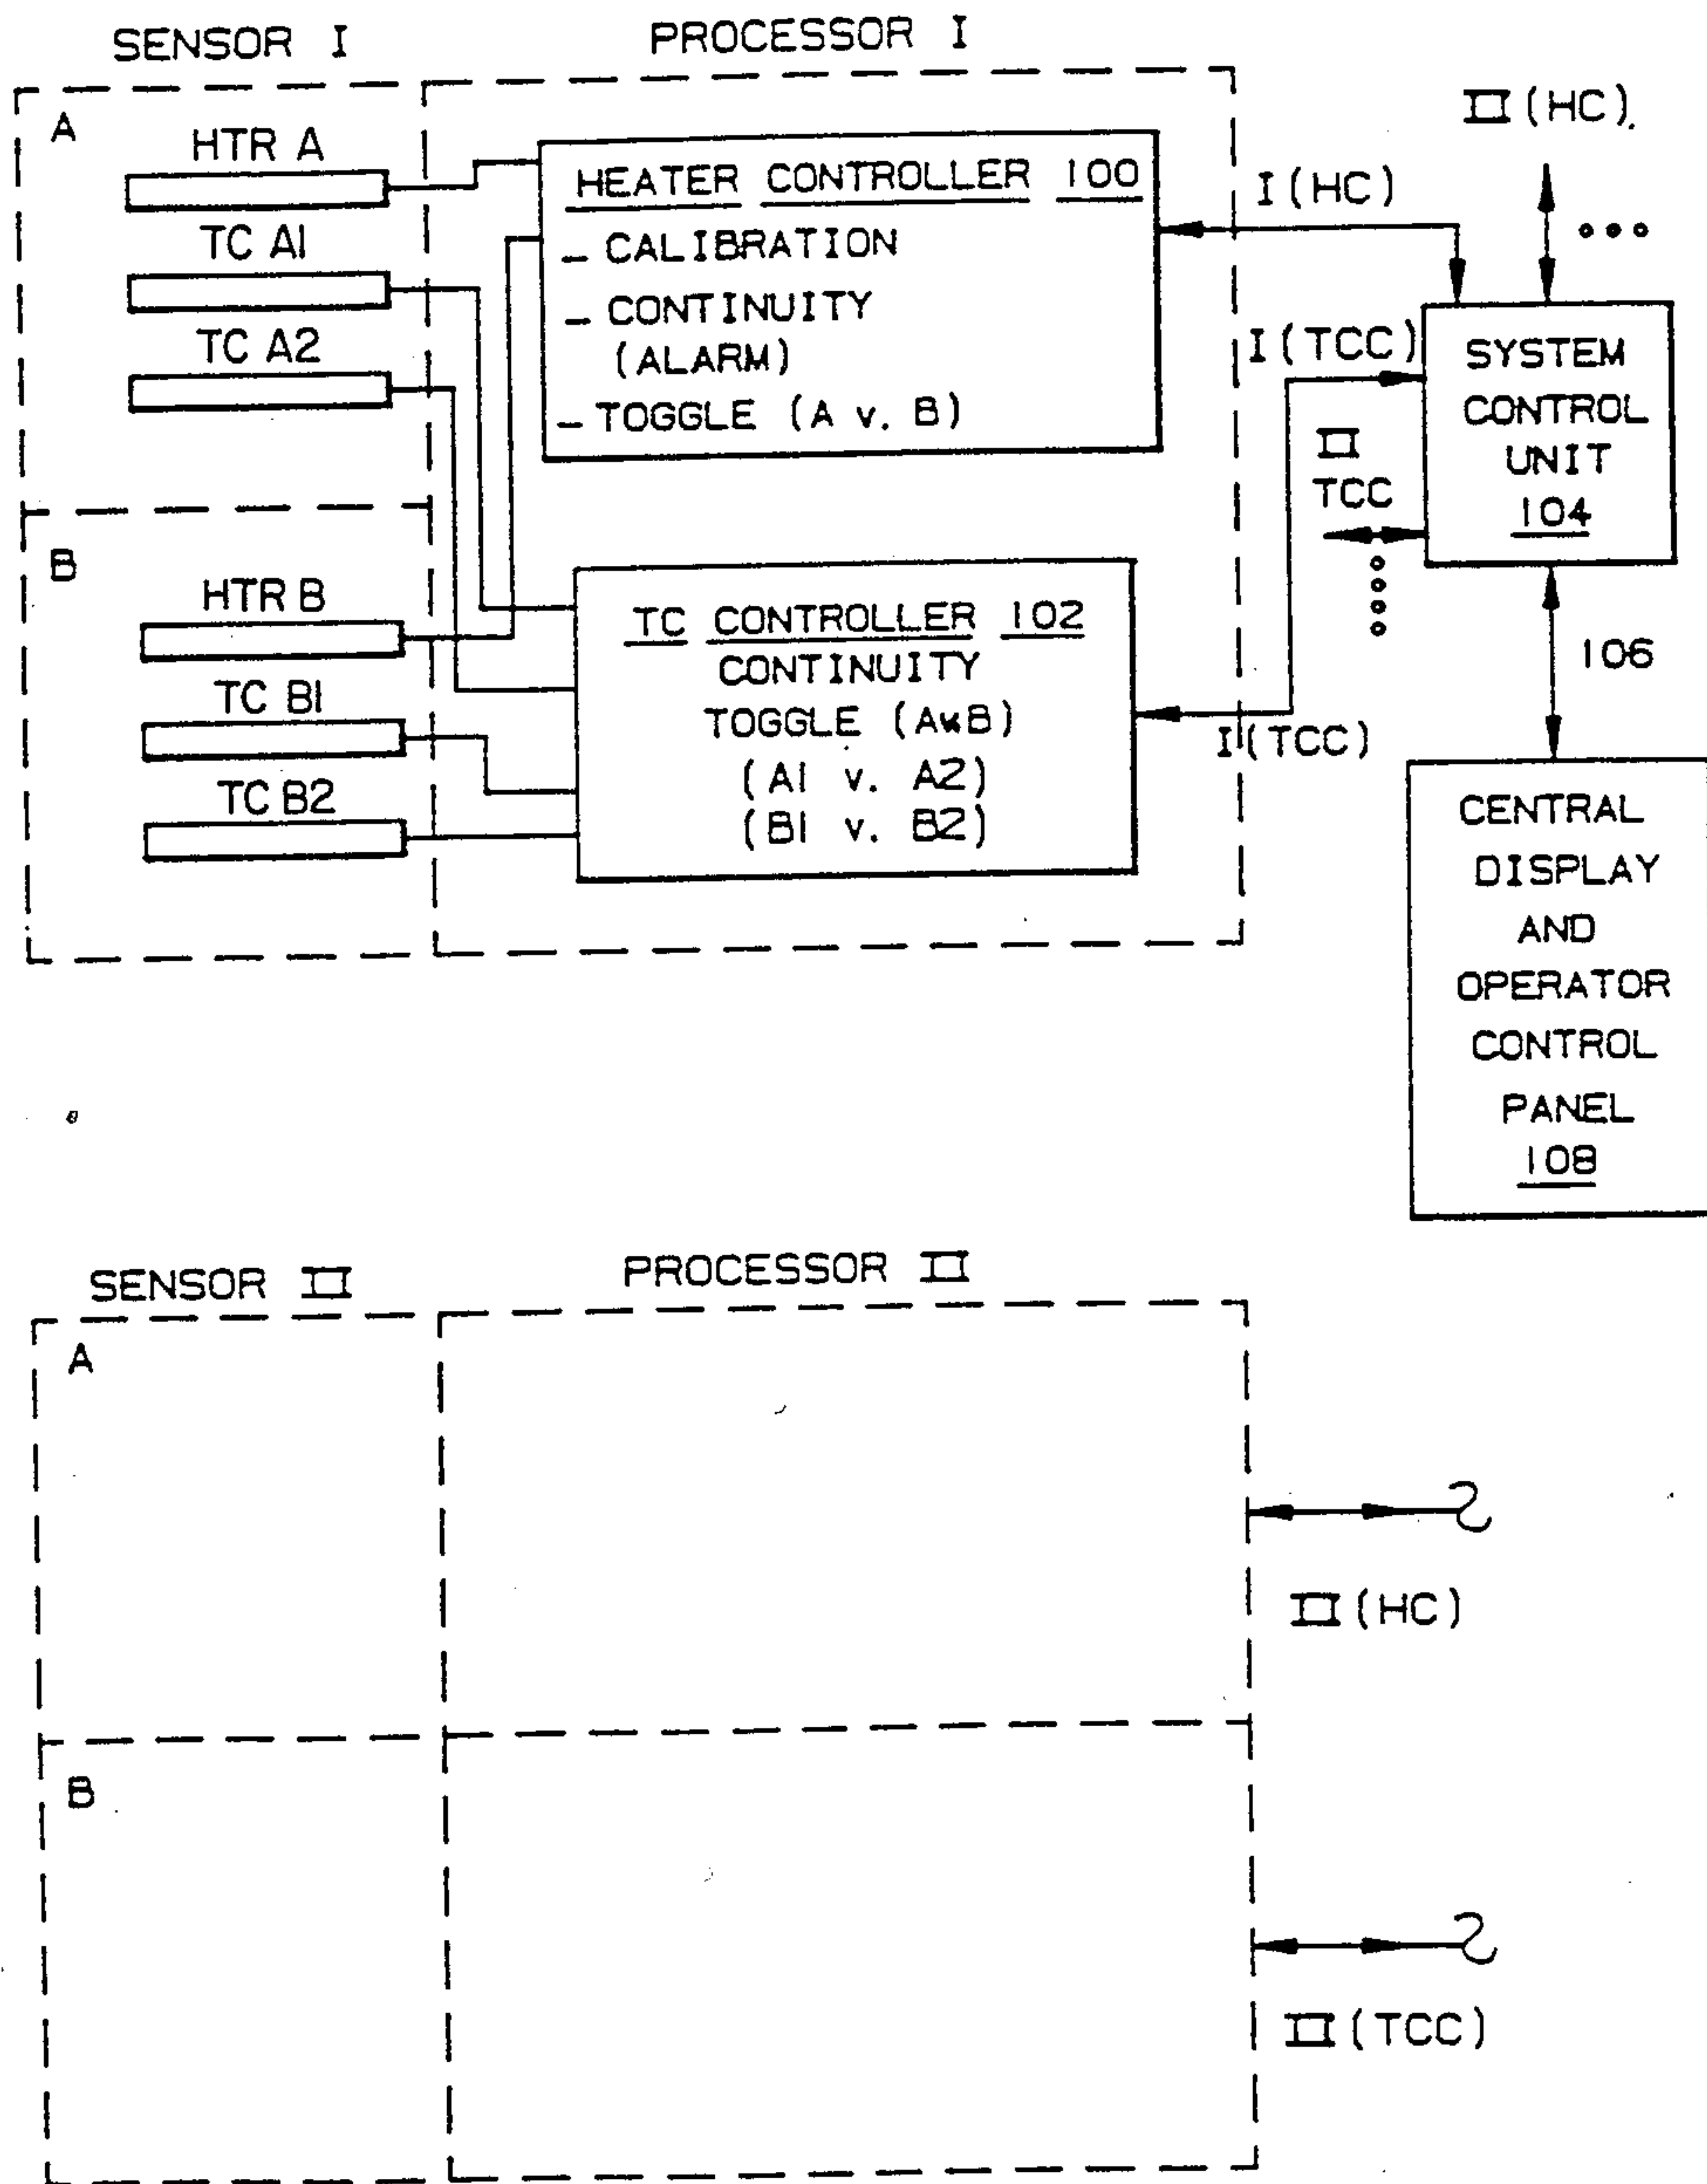 SENSOR I
PROCESSOR I
A
HTR A
TC A1
TC A2
HEATER CONTROLLER 100
– CALIBRATION
– CONTINUITY
(ALARM)
– TOGGLE (A v. B)
I (HC)
II (HC)
I (TCC)
II
TCC
SYSTEM
CONTROL
UNIT
104
B
HTR B
TC B1
TC B2
TC CONTROLLER 102
CONTINUITY
TOGGLE (AvB)
(A1 v. A2)
(B1 v. B2)
I (TCC)
106
CENTRAL
DISPLAY
AND
OPERATOR
CONTROL
PANEL
108
SENSOR II
PROCESSOR II
A
II (HC)
B
II (TCC)